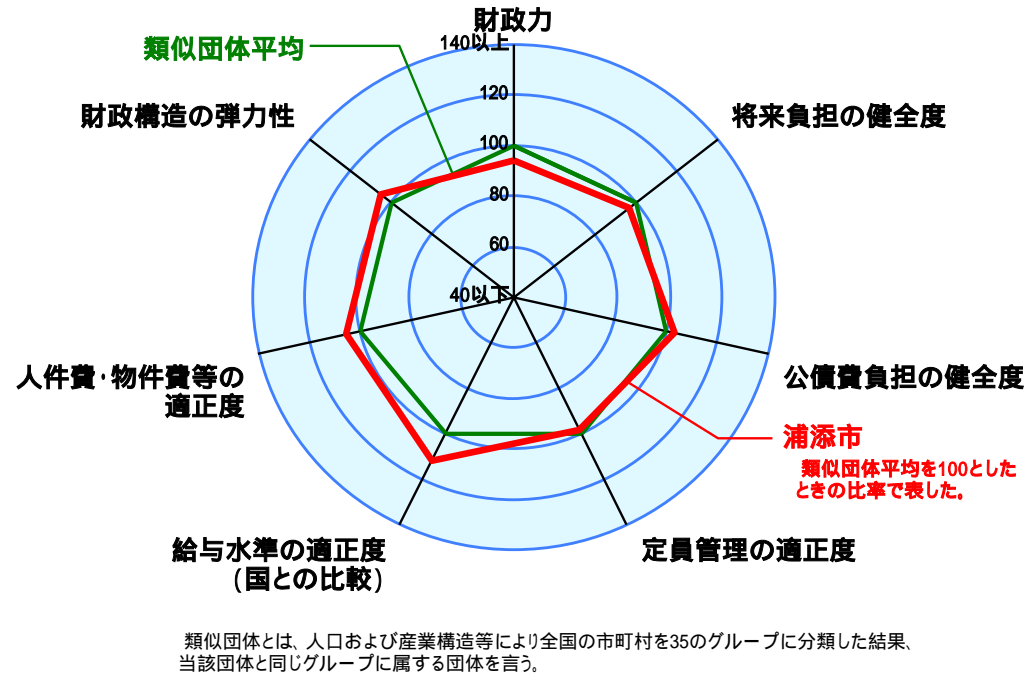 財政力
140以上
類似団体平均
120
財政構造の弾力性
将来負担の健全度
100
80
60
40以下
人件費・物件費等の
適正度
公債費負担の健全度
浦添市
類似団体平均を100とした
ときの比率で表した。
給与水準の適正度
(国との比較)
定員管理の適正度
類似団体とは、人口および産業構造等により全国の市町村を35のグループに分類した結果、
当該団体と同じグループに属する団体を言う。